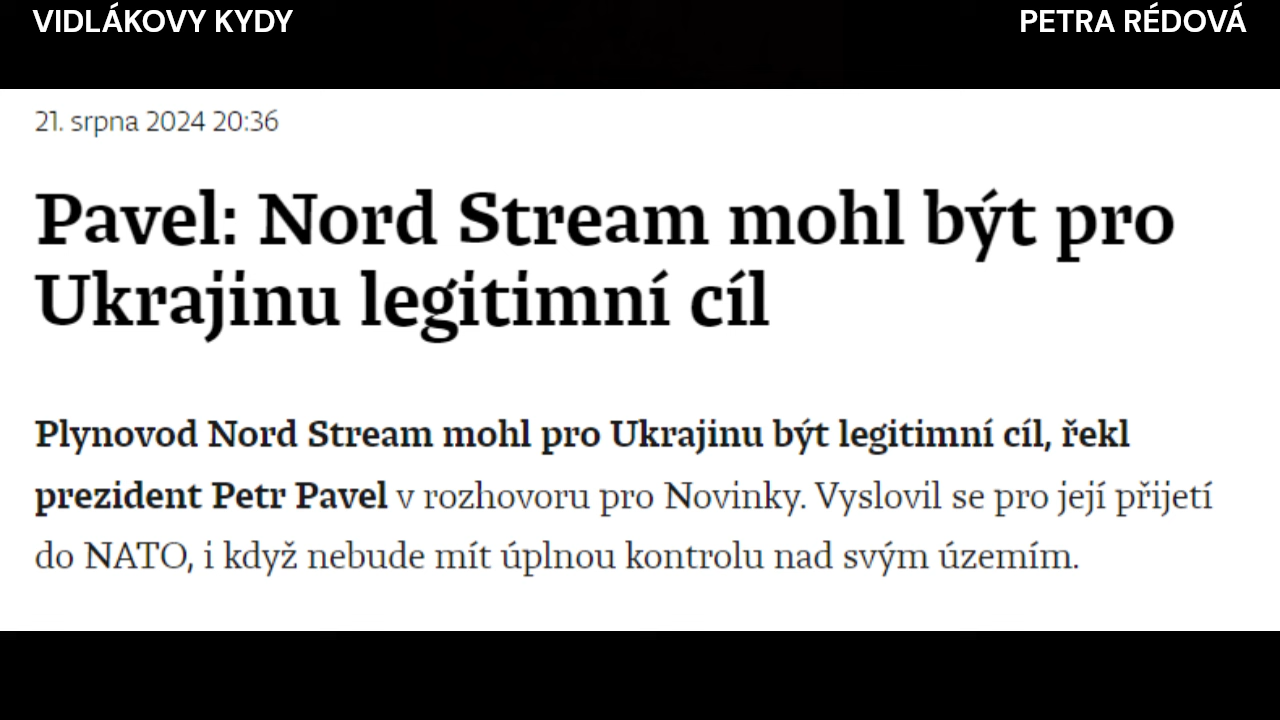 VIDLÁKOVY KYDY
PETRA RÉDOVÁ
21. srpna 2024 20:36
Pavel: Nord Stream mohl být pro
Ukrajinu legitimní cíl
Plynovod Nord Stream mohl pro Ukrajinu být legitimní cíl, řekl
prezident Petr Pavel v rozhovoru pro Novinky. Vyslovil se pro její přijetí
do NATO, i když nebude mít úplnou kontrolu nad svým územím.